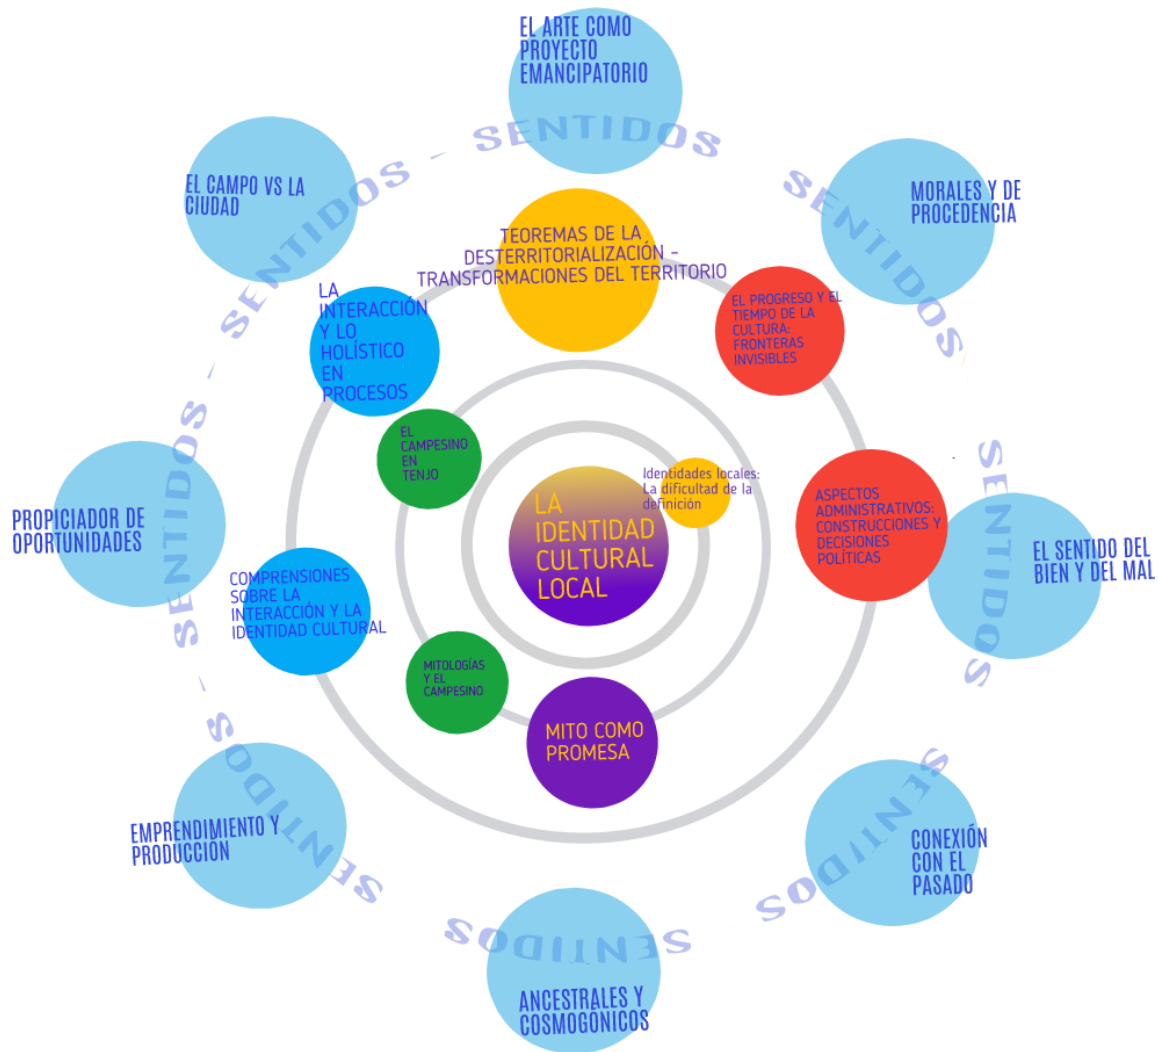 EL ARTE COMO
PROYECTO
EMANCIPATORIO
SENTIDOS - SENTIDOS - SENTIDOS - SENTIDOS - SENTIDOS
SENTIDOS
SENTIDOS
SENTIDOS
SENTIDOS
SENTIDOS
EL CAMPO VS LA
CIUDAD
MORALES Y DE
PROCEDENCIA
TEOREMAS DE LA
DESTERRITORIALIZACIÓN –
TRANSFORMACIONES DEL TERRITORIO
LA
INTERACCIÓN
Y LO
HOLÍSTICO
EN
PROCESOS
EL PROGRESO Y EL
TIEMPO DE LA
CULTURA:
FRONTERAS
INVISIBLES
EL
CAMPESINO
EN
TENJO
Identidades locales:
La dificultad de la
definición
LA
IDENTIDAD
CULTURAL
LOCAL
ASPECTOS
ADMINISTRATIVOS:
CONSTRUCCIONES Y
DECISIONES
POLÍTICAS
PROPICIADOR DE
OPORTUNIDADES
EL SENTIDO DEL
BIEN Y DEL MAL
COMPRENSIONES
SOBRE LA
INTERACCIÓN Y LA
IDENTIDAD CULTURAL
MITOLOGÍAS
Y EL
CAMPESINO
MITO COMO
PROMESA
EMPRENDIMIENTO Y
PRODUCCIÓN
CONEXIÓN
CON EL
PASADO
ANCESTRALES Y
COSMOGÓNICOS